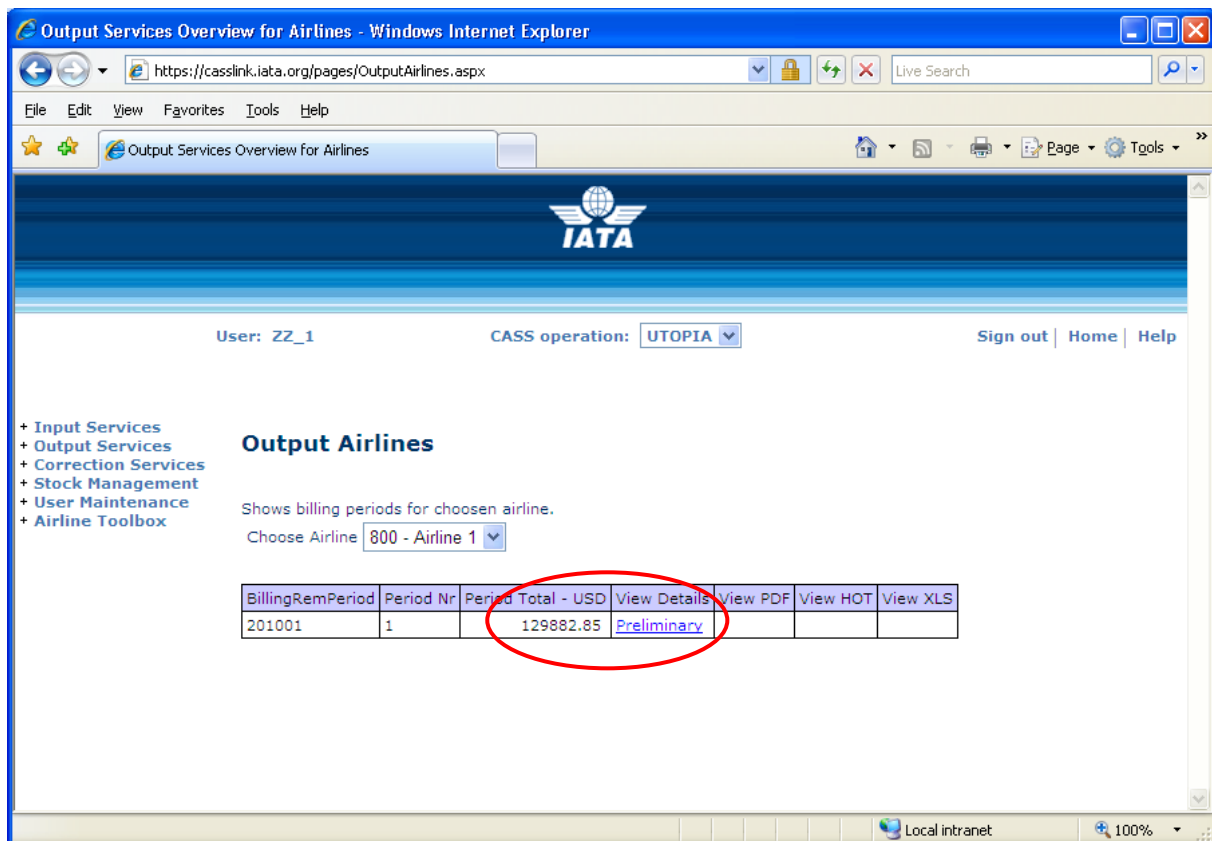 Output Services Overview for Airlines - Windows Internet Explorer
https://casslink.iata.org/pages/OutputAirlines.aspx
Live Search
File Edit View Favorites Tools Help
Output Services Overview for Airlines
Page Tools »
IATA
User: ZZ_1 CASS operation: UTOPIA Sign out | Home | Help
+ Input Services
+ Output Services
+ Correction Services
+ Stock Management
+ User Maintenance
+ Airline Toolbox
Output Airlines
Shows billing periods for choosen airline.
Choose Airline 800 - Airline 1
BillingRemPeriod Period Nr Period Total - USD View Details View PDF View HOT View XLS
201001 1 129882.85 Preliminary
Local intranet 100%